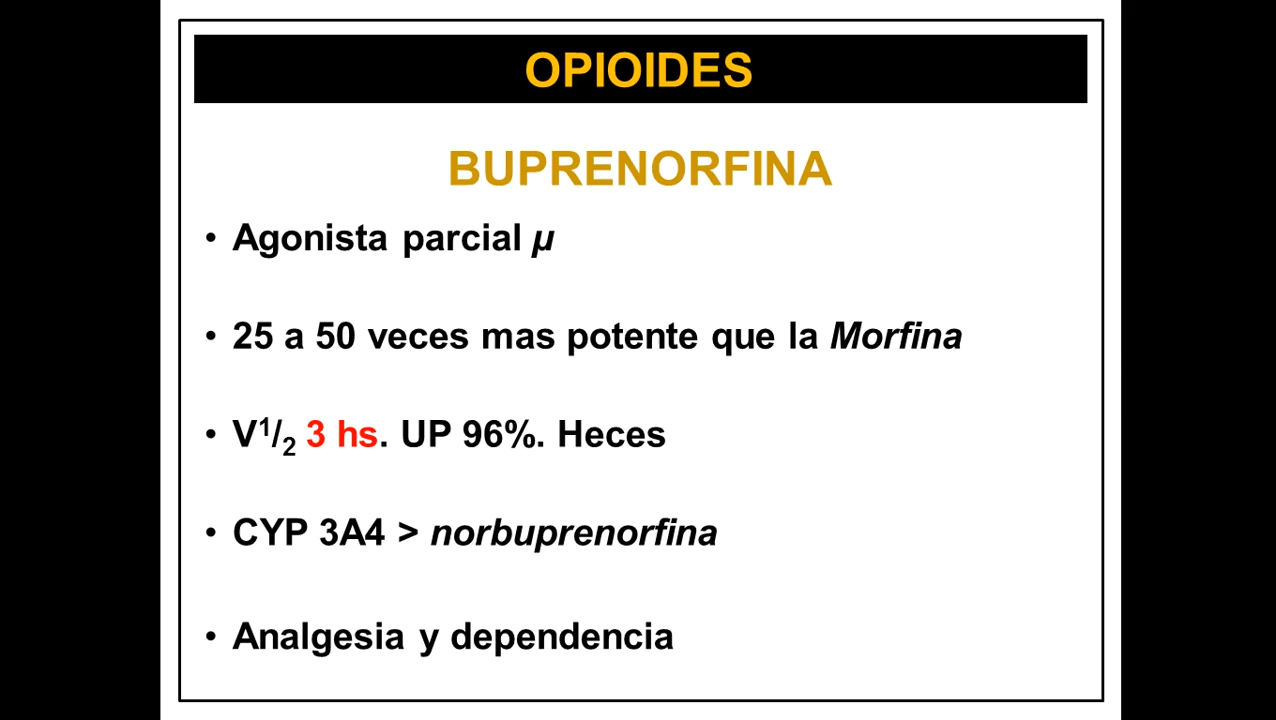 OPIOIDES
BUPRENORFINA
• Agonista parcial µ
• 25 a 50 veces mas potente que la Morfina
• V¹/₂ 3 hs. UP 96%. Heces
• CYP 3A4 > norbuprenorfina
• Analgesia y dependencia